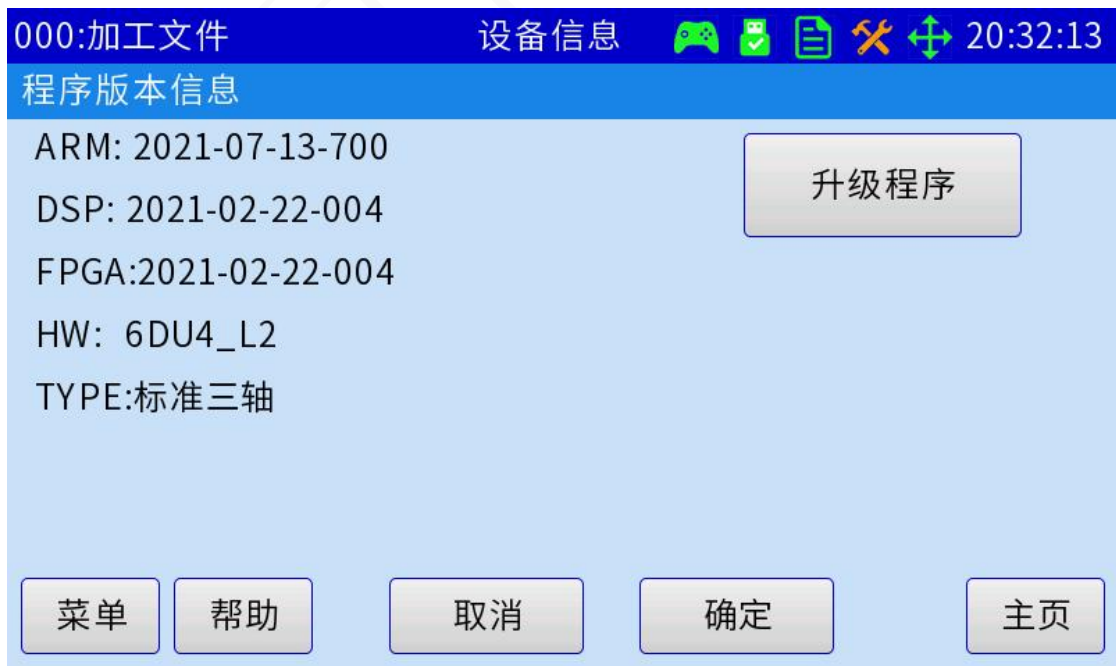 000:加工文件 设备信息 20:32:13
程序版本信息
ARM: 2021-07-13-700
升级程序
DSP: 2021-02-22-004
FPGA:2021-02-22-004
HW: 6DU4_L2
TYPE:标准三轴
菜单 帮助 取消 确定 主页